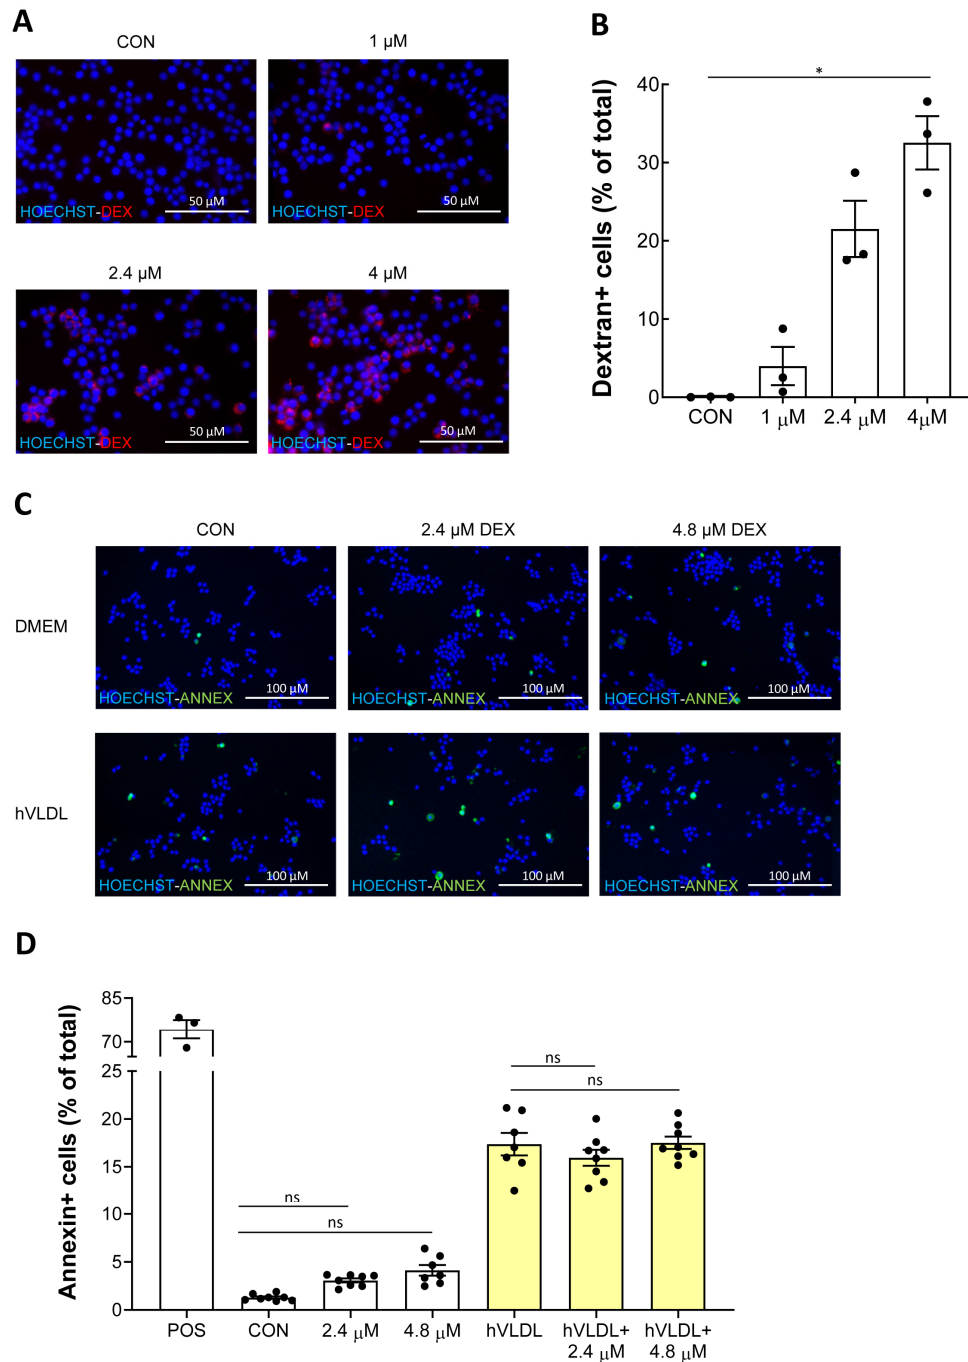 A
CON
1 µM
HOECHST-DEX
50 µM
HOECHST-DEX
50 µM
2.4 µM
4 µM
HOECHST-DEX
50 µM
HOECHST-DEX
50 µM
B
Dextran+ cells (% of total)
40
30
20
10
0
*
CON
1 µM
2.4 µM
4µM
C
CON
2.4 µM DEX
4.8 µM DEX
DMEM
HOECHST-ANNEX
100 µM
HOECHST-ANNEX
100 µM
HOECHST-ANNEX
100 µM
hVLDL
HOECHST-ANNEX
100 µM
HOECHST-ANNEX
100 µM
HOECHST-ANNEX
100 µM
D
Annexin+ cells (% of total)
85
70
25
20
15
10
5
0
ns
ns
ns
ns
POS
CON
2.4 µM
4.8 µM
hVLDL
hVLDL+
2.4 µM
hVLDL+
4.8 µM